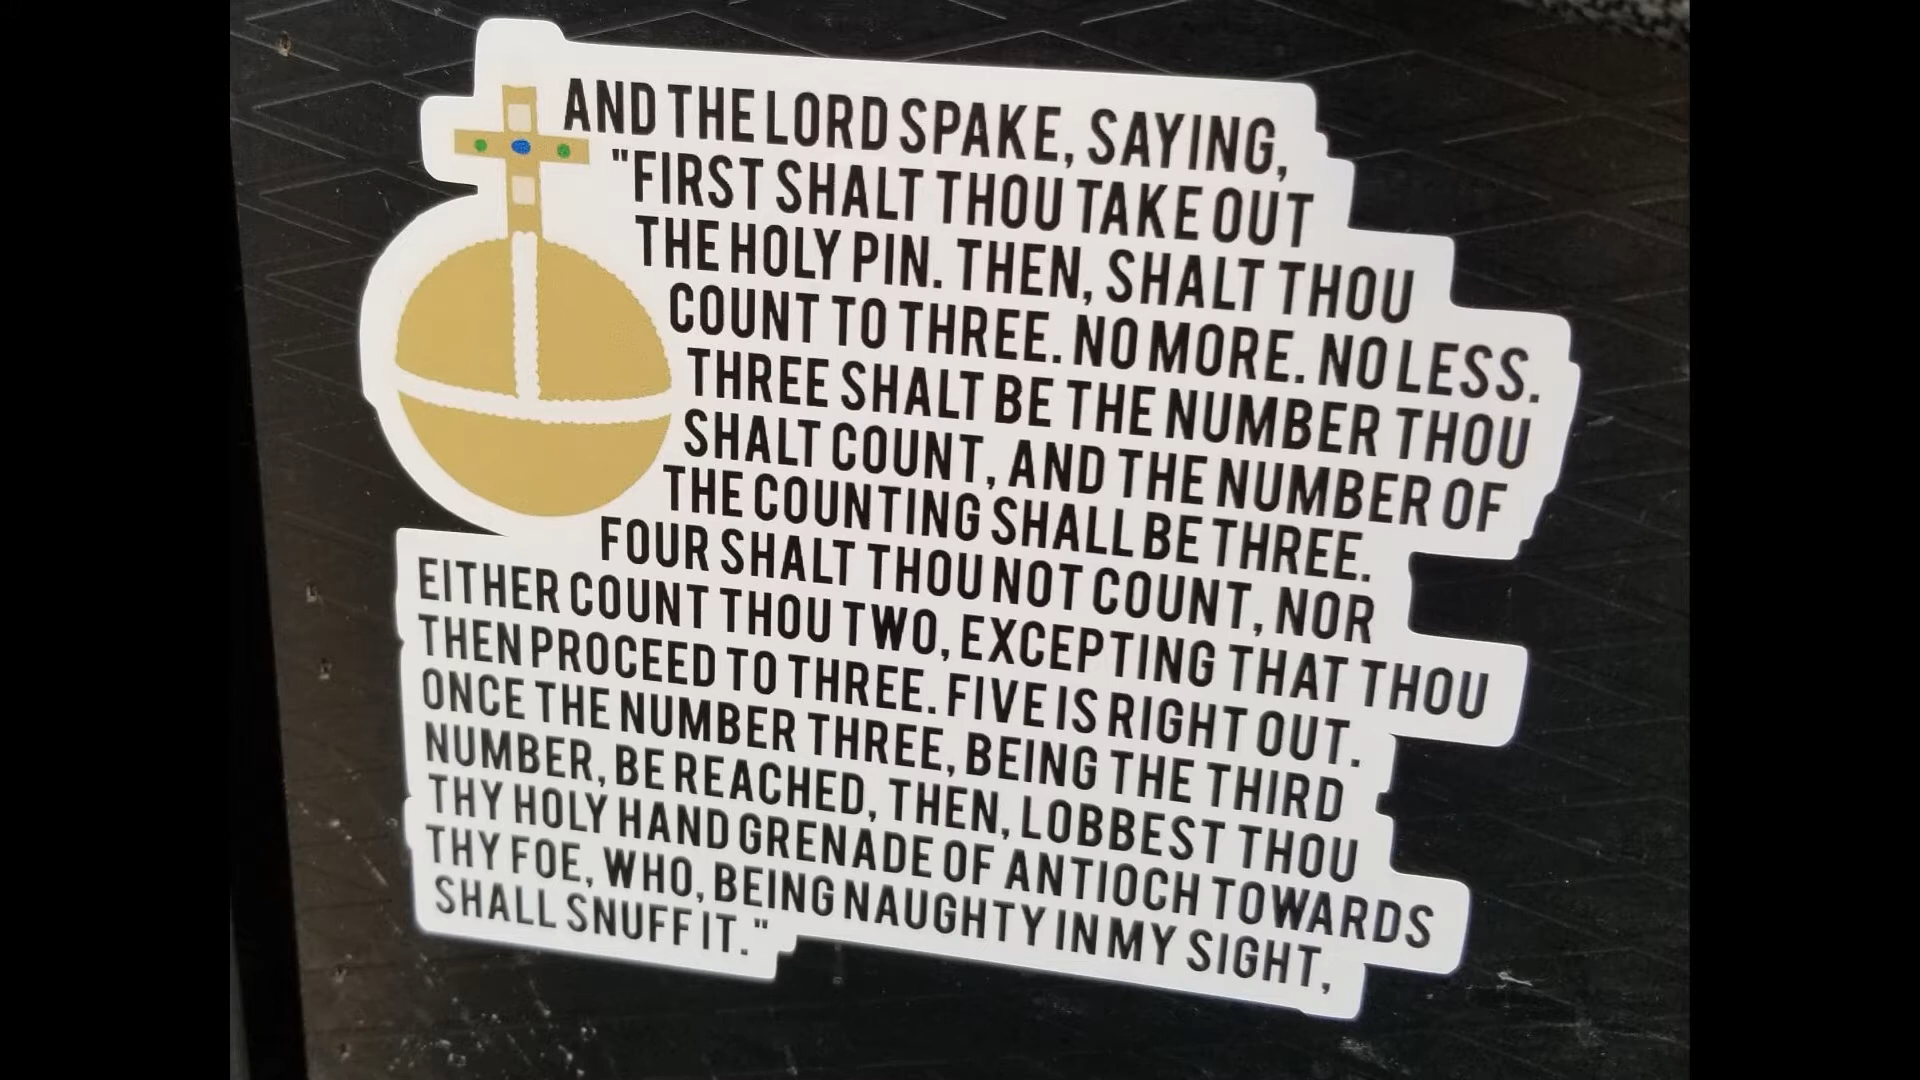 AND THE LORD SPAKE, SAYING,
"FIRST SHALT THOU TAKE OUT
THE HOLY PIN. THEN, SHALT THOU
COUNT TO THREE. NO MORE. NO LESS.
THREE SHALT BE THE NUMBER THOU
SHALT COUNT, AND THE NUMBER OF
THE COUNTING SHALL BE THREE.
FOUR SHALT THOU NOT COUNT, NOR
EITHER COUNT THOU TWO, EXCEPTING THAT THOU
THEN PROCEED TO THREE. FIVE IS RIGHT OUT.
ONCE THE NUMBER THREE, BEING THE THIRD
NUMBER, BE REACHED, THEN, LOBBEST THOU
THY HOLY HAND GRENADE OF ANTIOCH TOWARDS
THY FOE, WHO, BEING NAUGHTY IN MY SIGHT,
SHALL SNUFF IT."